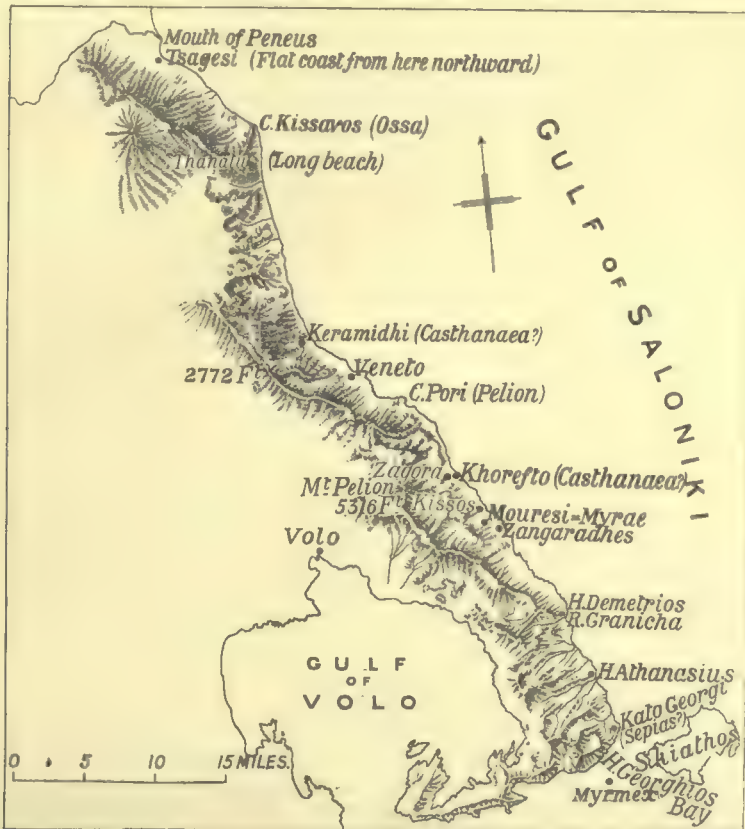 Mouth of Peneus
Tsagesi (Flat coast from here northward)
C. Kissavos (Ossa)
(Long beach)
GULF OF SALONIKI
Keramidhi (Casthanaea?)
2772 Ft.
Veneto
C. Pori (Pelion)
Zagora
Khorefto (Casthanaea?)
Mt. Pelion
5316 Ft.
Kissos
Mouresi=Myrae
Zangaradhes
Volo
H. Demetrios
R. Granicha
GULF
OF
VOLO
H. Athanasius
Kato Georgi
(Sepias?)
Skiathos
H. Georghios
Bay
Myrmex
0 5 10 15 MILES.